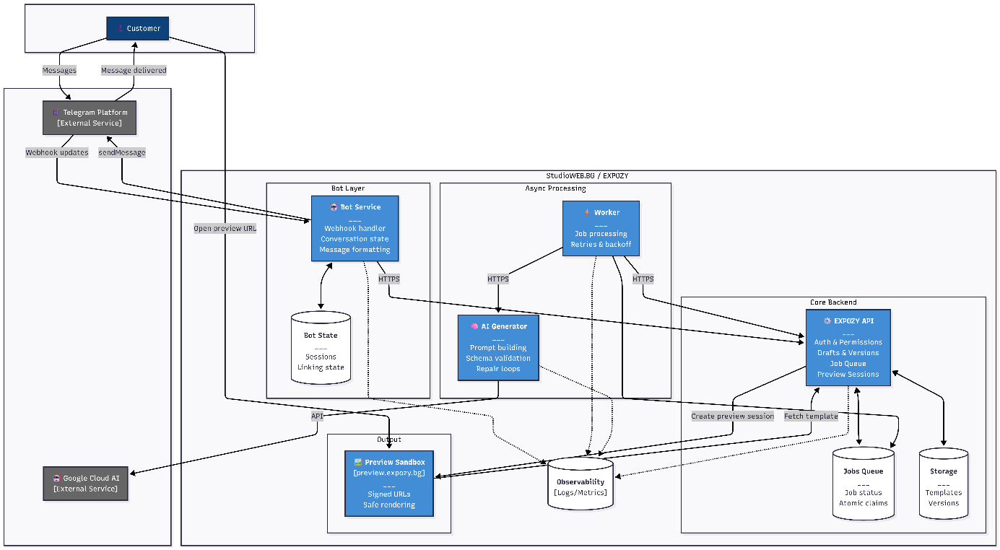 Customer
Messages
Message delivered
Telegram Platform
[External Service]
Webhook updates
sendMessage
Open preview URL
StudioWEB.BG / EXPOZY
Bot Layer
Bot Service
___
Webhook handler
Conversation state
Message formatting
HTTPS
Bot State
___
Sessions
Linking state
Async Processing
Worker
___
Job processing
Retries & backoff
HTTPS
HTTPS
AI Generator
___
Prompt building
Schema validation
Repair loops
Core Backend
EXPOZY API
___
Auth & Permissions
Drafts & Versions
Job Queue
Preview Sessions
API
Create preview session
Fetch template
Output
Preview Sandbox
[preview.expozy.bg]
___
Signed URLs
Safe rendering
Observability
[Logs/Metrics]
Jobs Queue
___
Job status
Atomic claims
Storage
___
Templates
Versions
Google Cloud AI
[External Service]